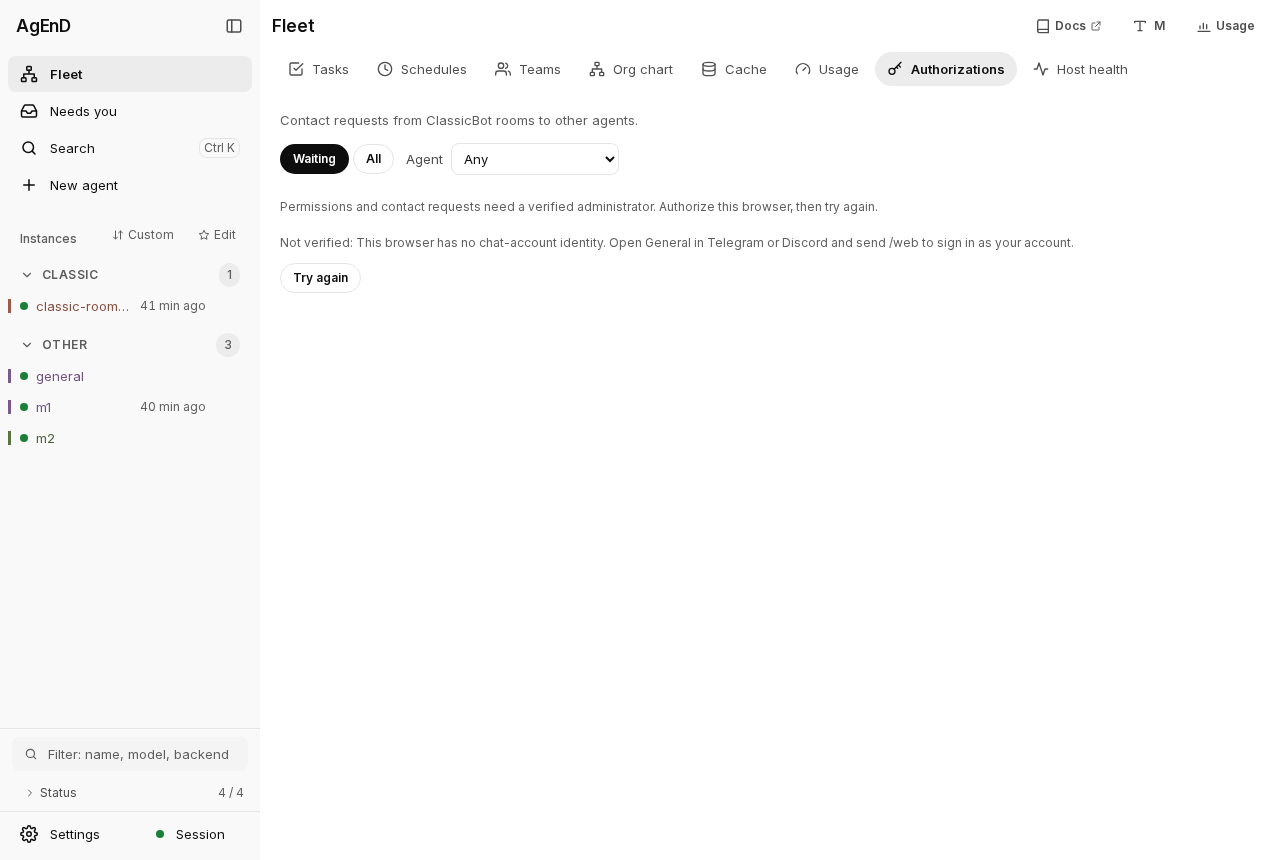 AgEnD
Fleet
Needs you
Search Ctrl K
New agent
Instances Custom Edit
CLASSIC 1
classic-room... 41 min ago
OTHER 3
general
m1 40 min ago
m2
Filter: name, model, backend
Status 4 / 4
Settings Session
Fleet Docs M Usage
Tasks Schedules Teams Org chart Cache Usage Authorizations Host health
Contact requests from ClassicBot rooms to other agents.
Waiting All Agent Any
Permissions and contact requests need a verified administrator. Authorize this browser, then try again.
Not verified: This browser has no chat-account identity. Open General in Telegram or Discord and send /web to sign in as your account.
Try again